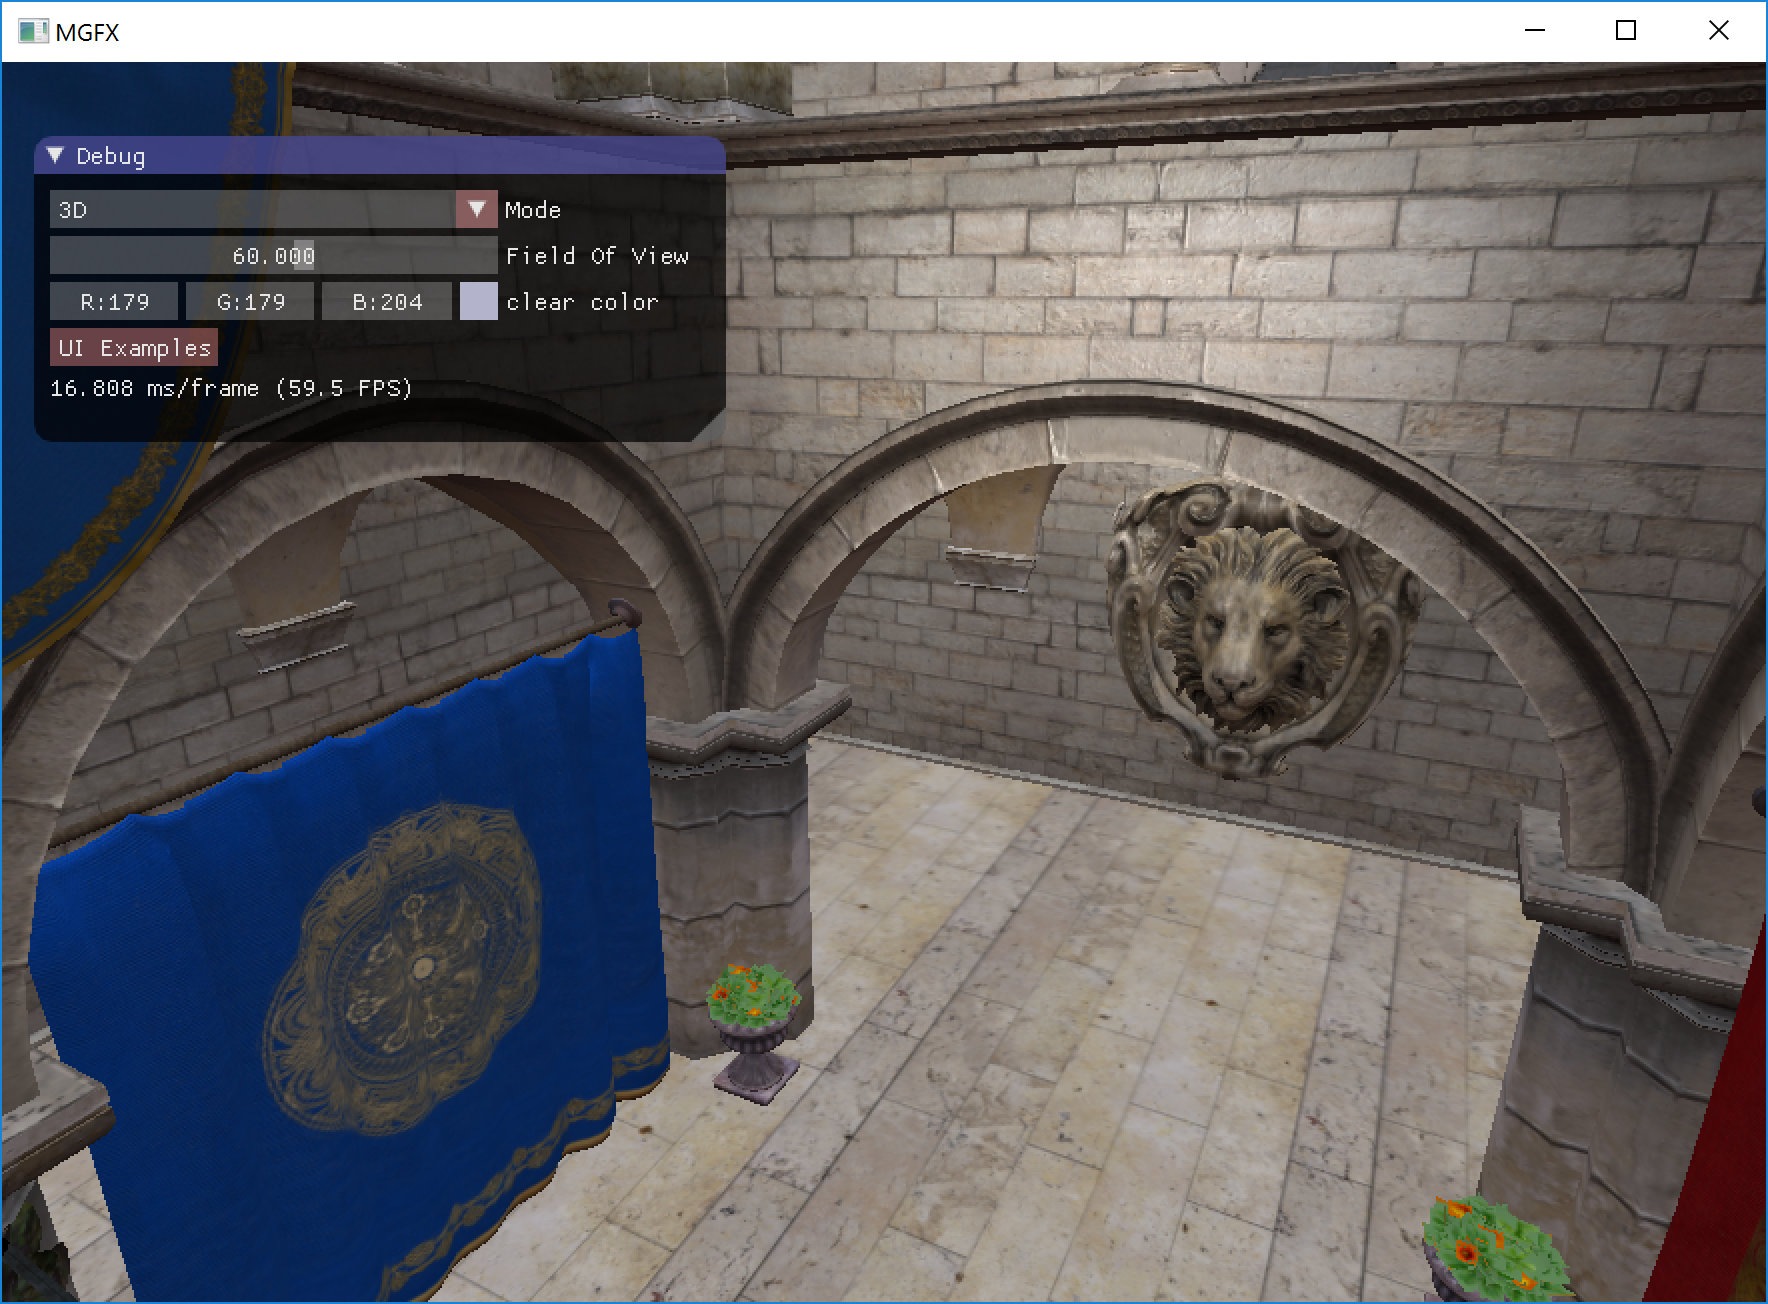 MGFX
Debug
3D Mode
60.000 Field Of View
R:179 G:179 B:204 clear color
UI Examples
16.808 ms/frame (59.5 FPS)